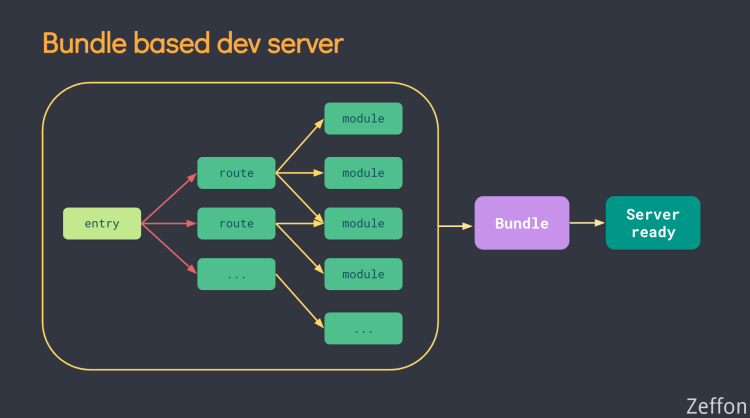 Bundle based dev server
module
route
module
entry
route
module
Bundle
Server
ready
...
module
...
Zeffon